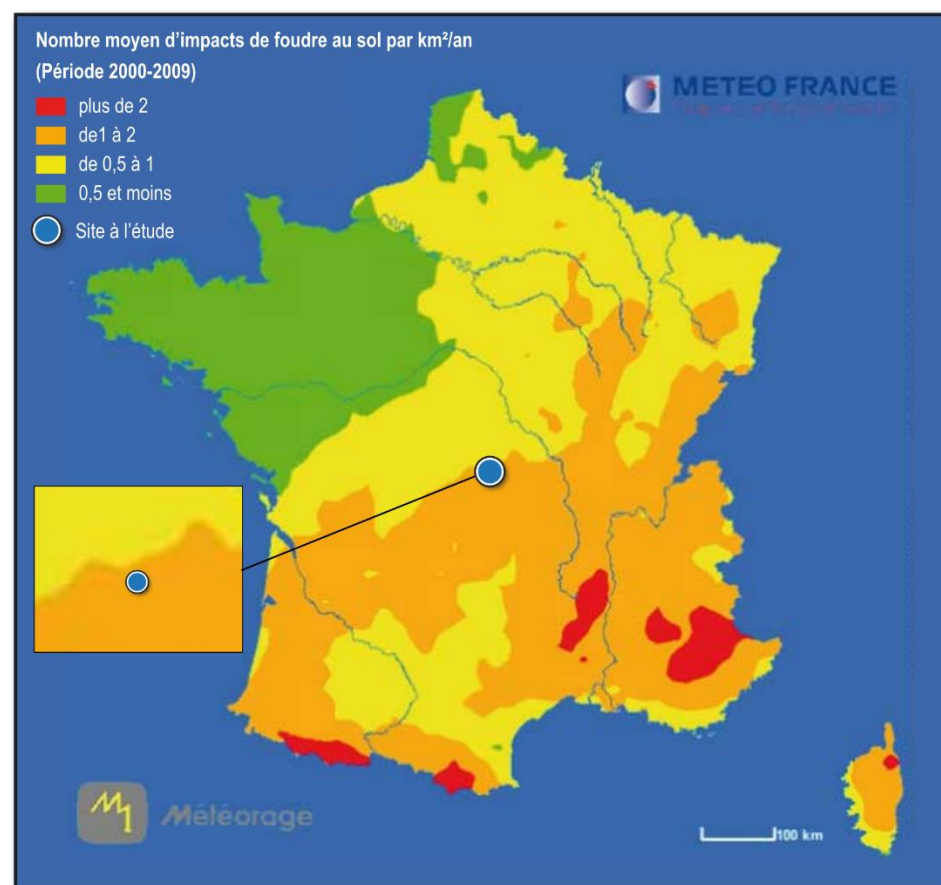 Nombre moyen d’impacts de foudre au sol par km²/an
(Période 2000-2009)
plus de 2
de1 à 2
de 0,5 à 1
0,5 et moins
Site à l’étude
METEO FRANCE
Météorage
100 km